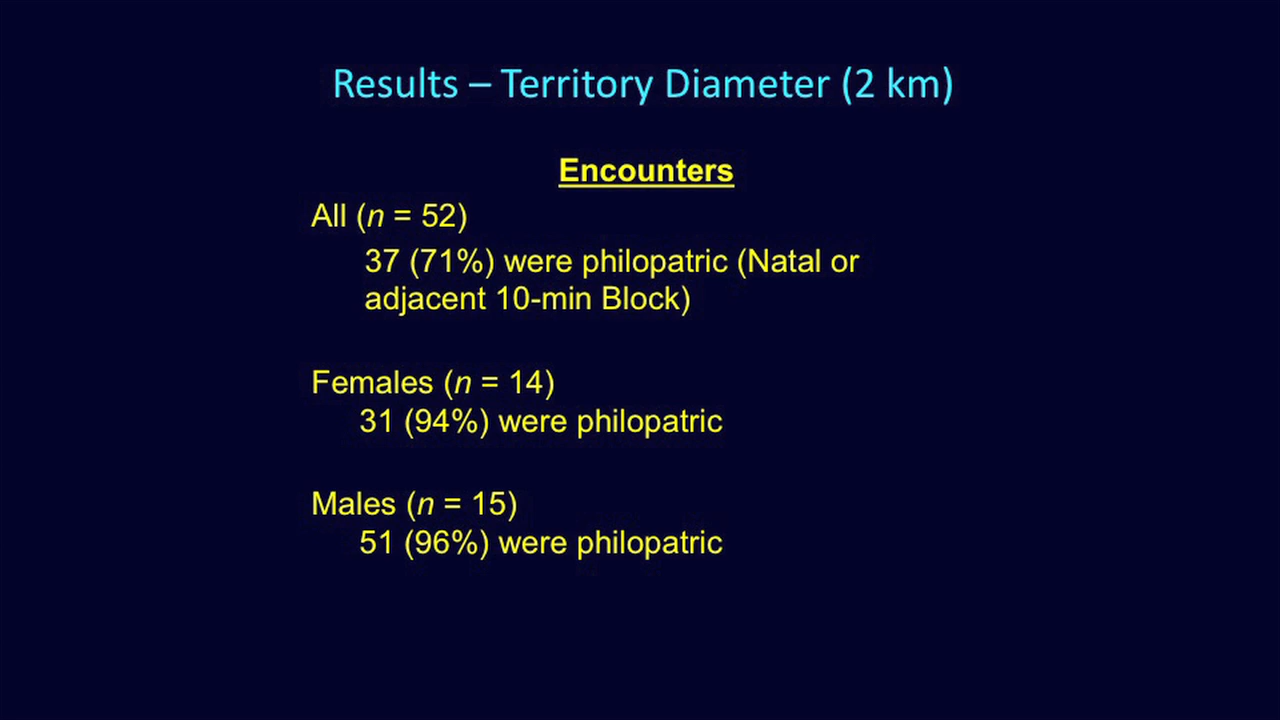 Results – Territory Diameter (2 km)
Encounters
All (n = 52)
37 (71%) were philopatric (Natal or
adjacent 10-min Block)
Females (n = 14)
31 (94%) were philopatric
Males (n = 15)
51 (96%) were philopatric